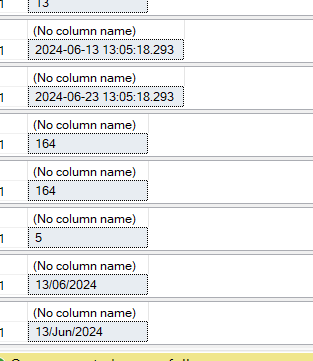 13
(No column name)
1 2024-06-13 13:05:18.293
(No column name)
1 2024-06-23 13:05:18.293
(No column name)
1 164
(No column name)
1 164
(No column name)
1 5
(No column name)
1 13/06/2024
(No column name)
1 13/Jun/2024